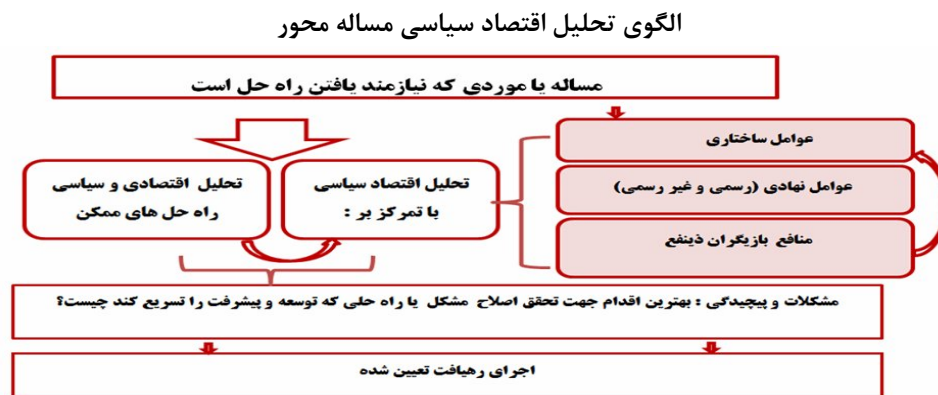 الگوی تحلیل اقتصاد سیاسی مساله محور
مساله یا موردی که نیازمند یافتن راه حل است
عوامل ساختاری
عوامل نهادی (رسمی و غیر رسمی)
منافع بازیگران ذینفع
تحلیل اقتصاد سیاسی
با تمرکز بر :
تحلیل اقتصادی و سیاسی
راه حل های ممکن
مشکلات و پیچیدگی : بهترین اقدام جهت تحقق اصلاح مشکل یا راه حلی که توسعه و پیشرفت را تسریع کند چیست؟
اجرای رهیافت تعیین شده